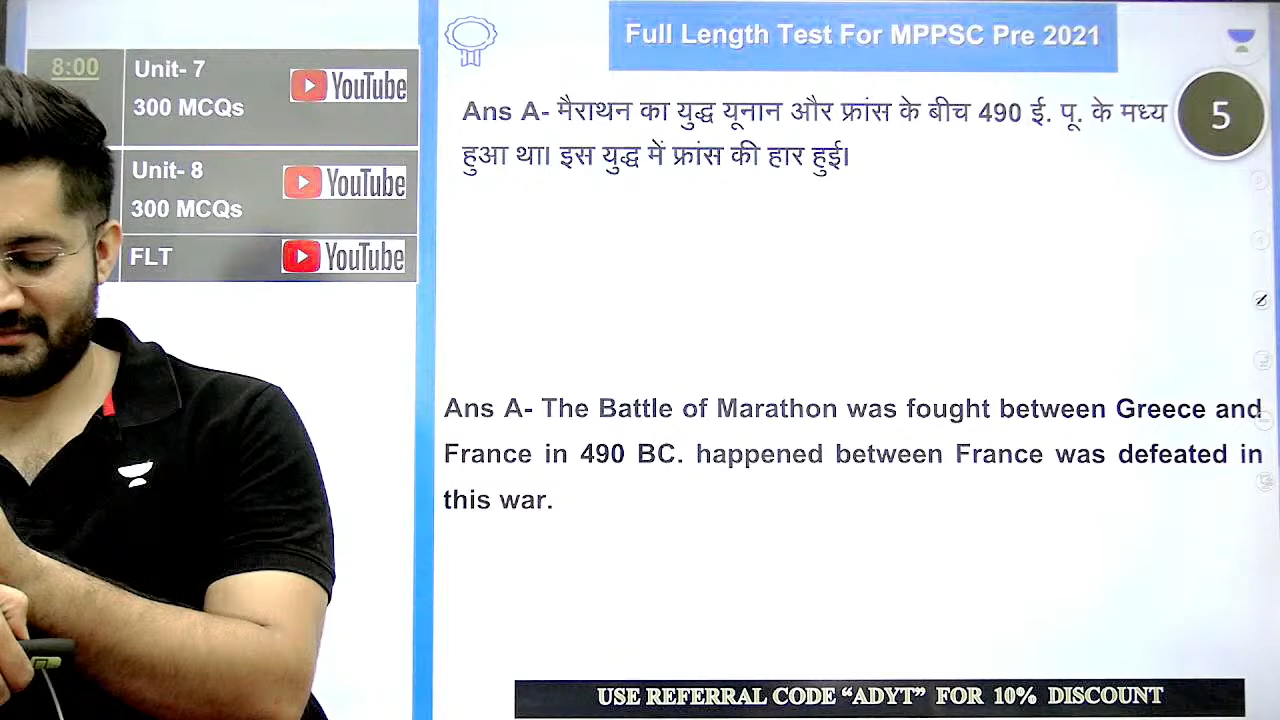 Full Length Test For MPPSC Pre 2021
8:00
Unit- 7
300 MCQs
YouTube
Unit- 8
300 MCQs
YouTube
FLT
YouTube
5
Ans A- मैराथन का युद्ध यूनान और फ्रांस के बीच 490 ई. पू. के मध्य
हुआ था। इस युद्ध में फ्रांस की हार हुई।
Ans A- The Battle of Marathon was fought between Greece and
France in 490 BC. happened between France was defeated in
this war.
USE REFERRAL CODE “ADYT” FOR 10% DISCOUNT